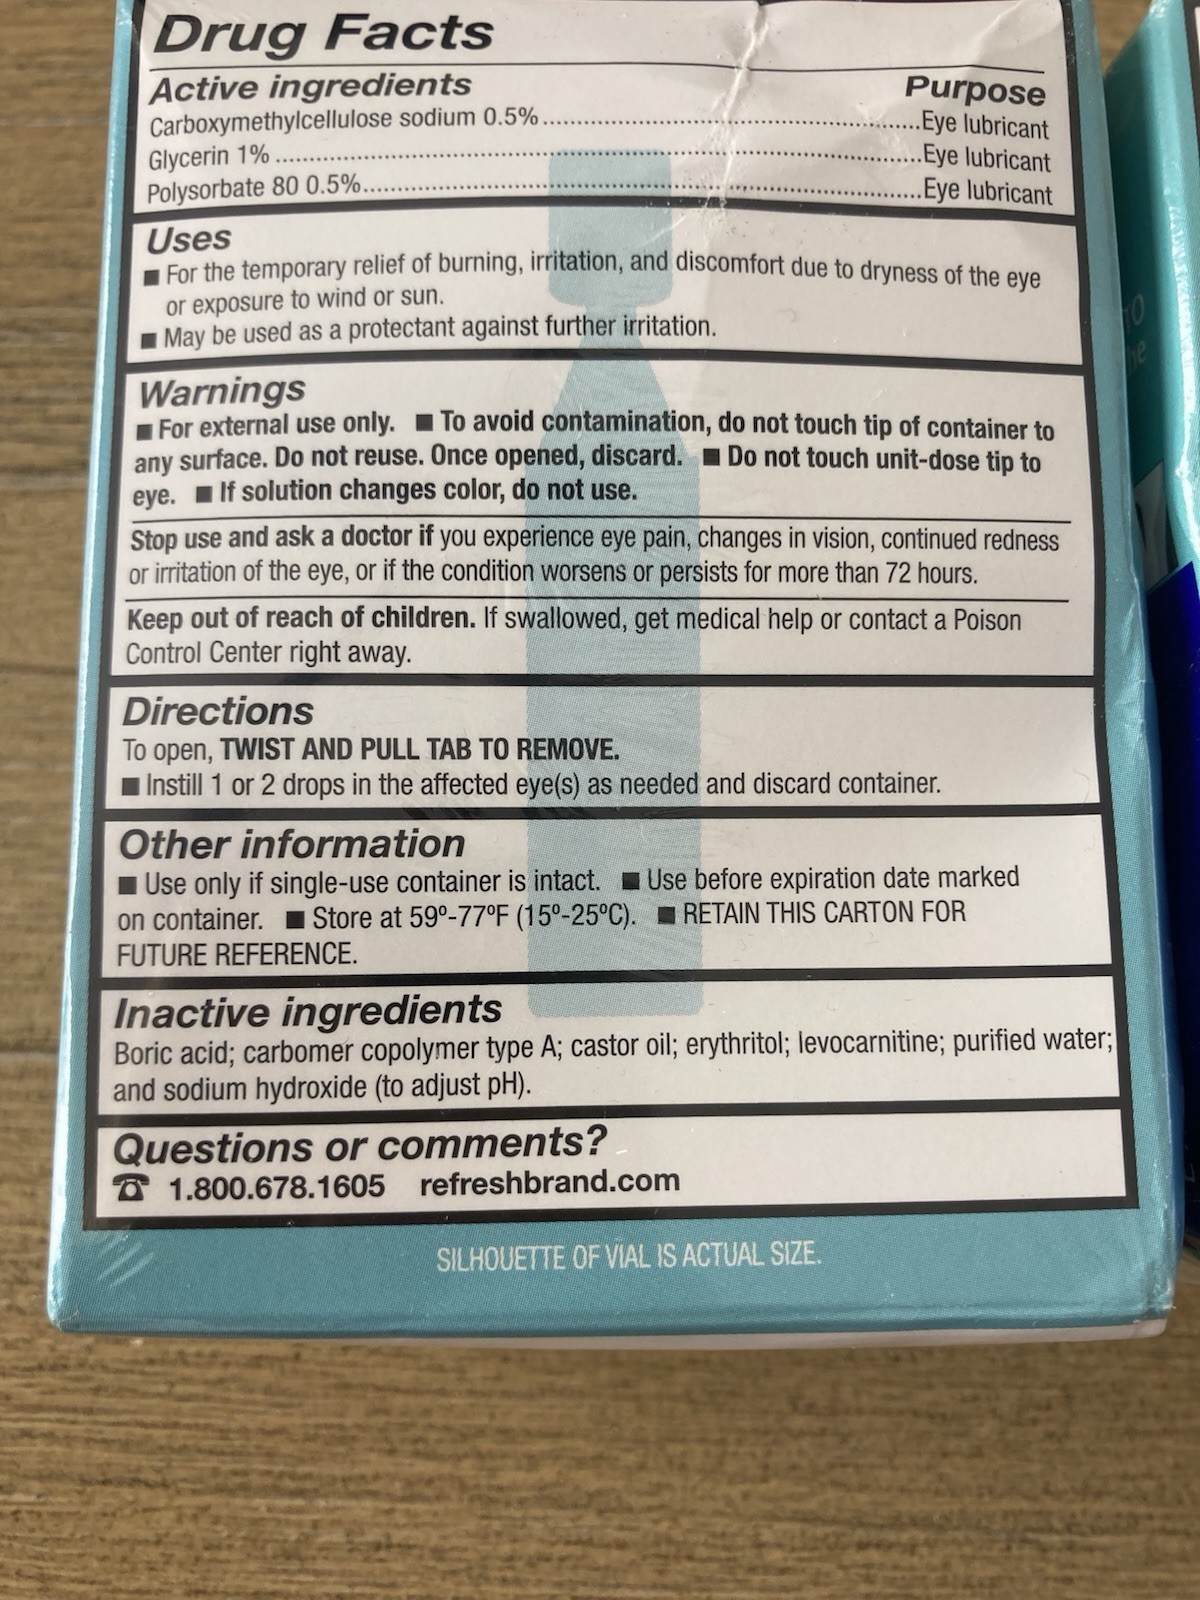 Drug Facts
Active ingredients Purpose
Carboxymethylcellulose sodium 0.5%..........Eye lubricant
Glycerin 1%..........Eye lubricant
Polysorbate 80 0.5%..........Eye lubricant
Uses
■ For the temporary relief of burning, irritation, and discomfort due to dryness of the eye
or exposure to wind or sun.
■ May be used as a protectant against further irritation.
Warnings
■ For external use only. ■ To avoid contamination, do not touch tip of container to
any surface. Do not reuse. Once opened, discard. ■ Do not touch unit-dose tip to
eye. ■ If solution changes color, do not use.
Stop use and ask a doctor if you experience eye pain, changes in vision, continued redness
or irritation of the eye, or if the condition worsens or persists for more than 72 hours.
Keep out of reach of children. If swallowed, get medical help or contact a Poison
Control Center right away.
Directions
To open, TWIST AND PULL TAB TO REMOVE.
■ Instill 1 or 2 drops in the affected eye(s) as needed and discard container.
Other information
■ Use only if single-use container is intact. ■ Use before expiration date marked
on container. ■ Store at 59º-77ºF (15º-25ºC). ■ RETAIN THIS CARTON FOR
FUTURE REFERENCE.
Inactive ingredients
Boric acid; carbomer copolymer type A; castor oil; erythritol; levocarnitine; purified water;
and sodium hydroxide (to adjust pH).
Questions or comments?
☎ 1.800.678.1605 refreshbrand.com
SILHOUETTE OF VIAL IS ACTUAL SIZE.